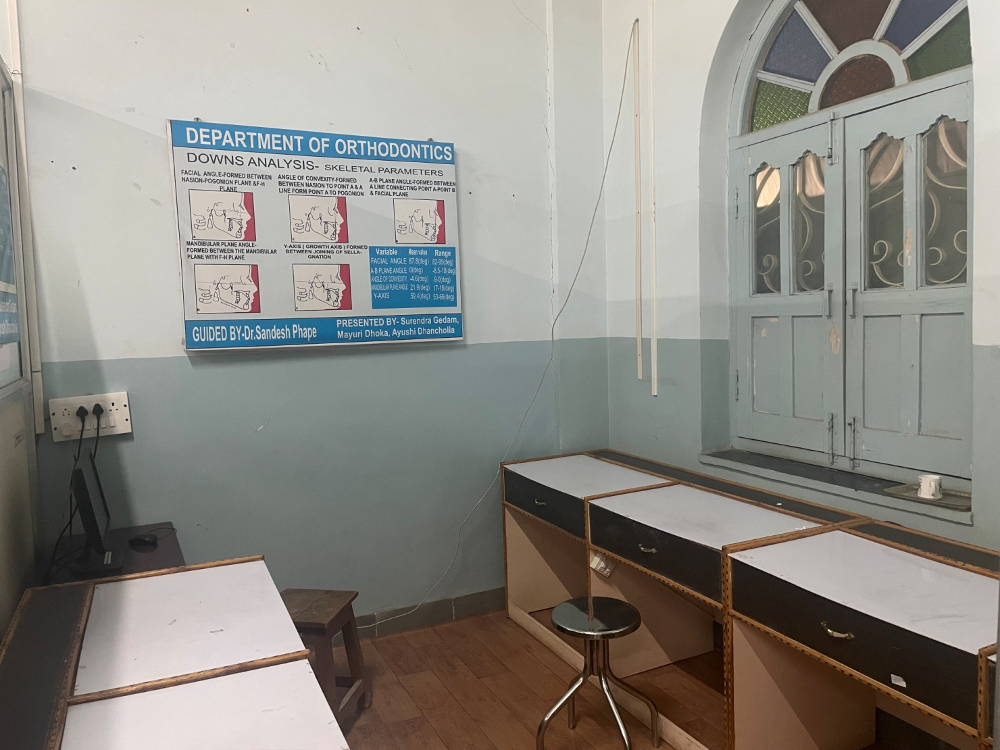 DEPARTMENT OF ORTHODONTICS
DOWNS ANALYSIS- SKELETAL PARAMETERS
FACIAL ANGLE-FORMED BETWEEN
NASION-POGONION PLANE &F-H
PLANE
ANGLE OF CONVEXITY-FORMED
BETWEEN NASION TO POINT A & A
LINE FORM POINT A TO POGONION
A-B PLANE ANGLE-FORMED BETWEEN
A LINE CONNECTING POINT A-POINT B
& FACIAL PLANE
MANDIBULAR PLANE ANGLE-
FORMED BETWEEN THE MANDIBULAR
PLANE WITH F-H PLANE
Y-AXIS ( GROWTH AXIS ) FORMED
BETWEEN JOINING OF SELLA-
GNATION
Variable Mean value Range
FACIAL ANGLE 87.8(deg) 82-95(deg)
A-B PLANE ANGLE 0(deg) -8.5-10(deg)
ANGLE OF CONVEXITY -4.6(deg) -9-0(deg)
MANDIBULAR PLANE ANGLE 21.9(deg) 17-18(deg)
Y-AXIS 59.4(deg) 53-66(deg)
GUIDED BY-Dr.Sandesh Phape
PRESENTED BY- Surendra Gedam,
Mayuri Dhoka, Ayushi Dhancholia